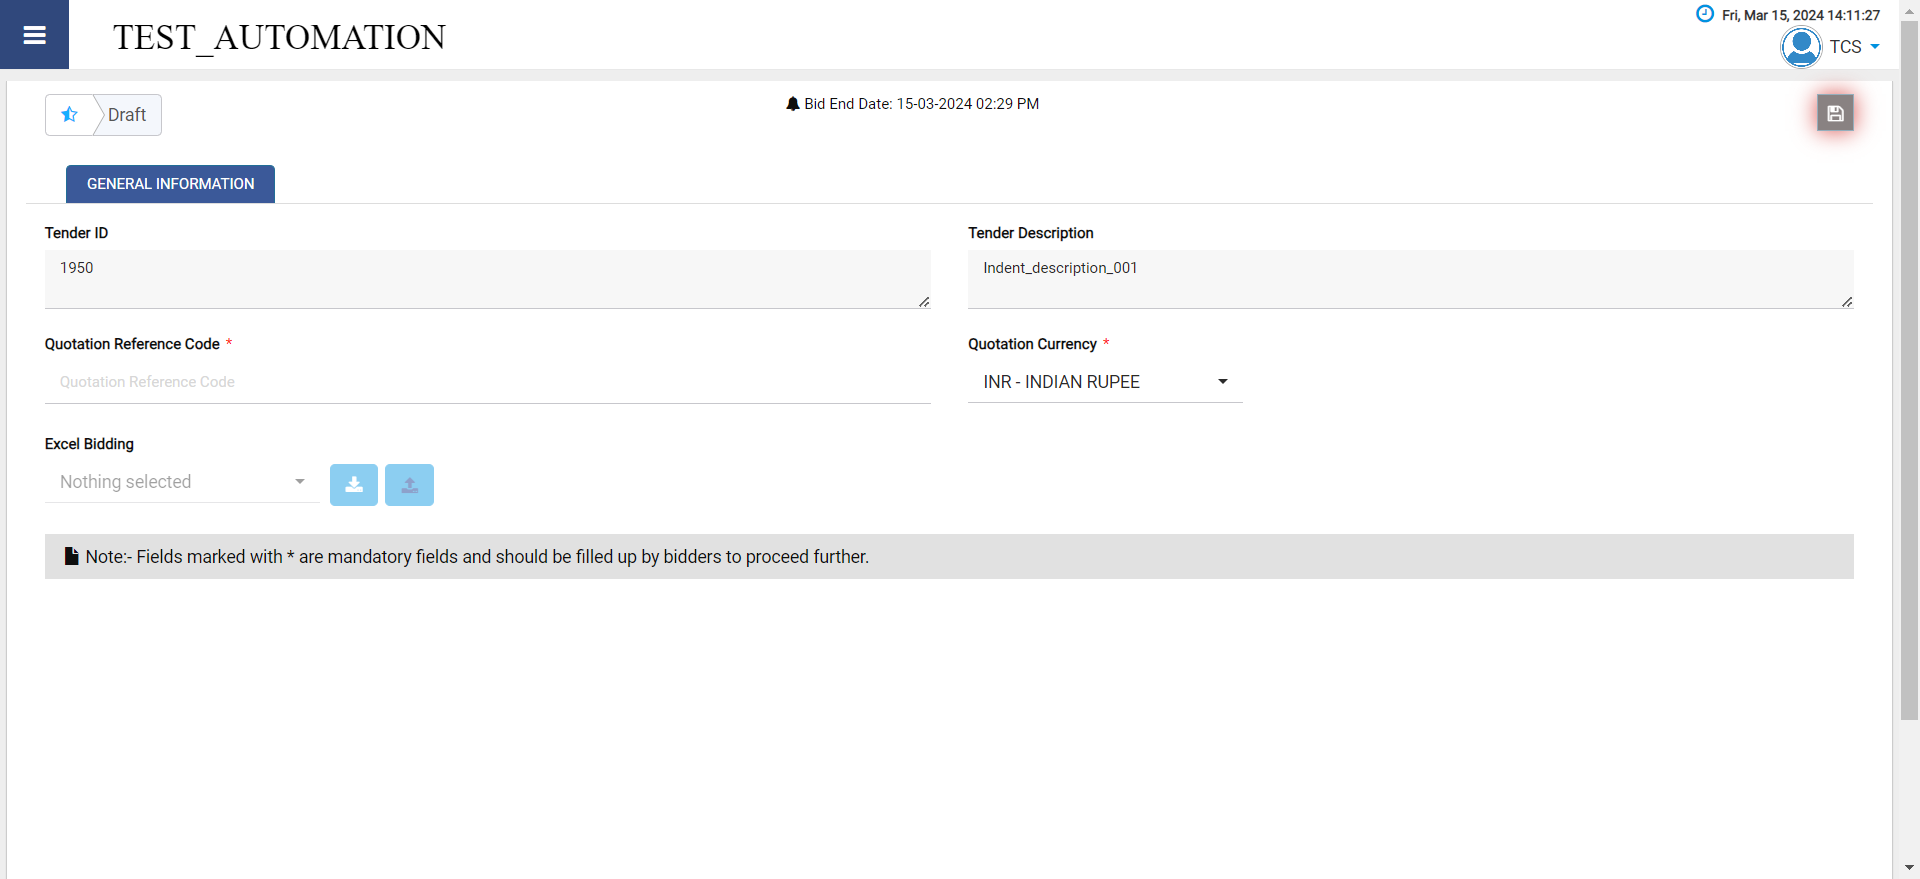 TEST_AUTOMATION
Fri, Mar 15, 2024 14:11:27
TCS
Draft
Bid End Date: 15-03-2024 02:29 PM
GENERAL INFORMATION
Tender ID
1950
Tender Description
Indent_description_001
Quotation Reference Code *
Quotation Reference Code
Quotation Currency *
INR - INDIAN RUPEE
Excel Bidding
Nothing selected
Note:- Fields marked with * are mandatory fields and should be filled up by bidders to proceed further.